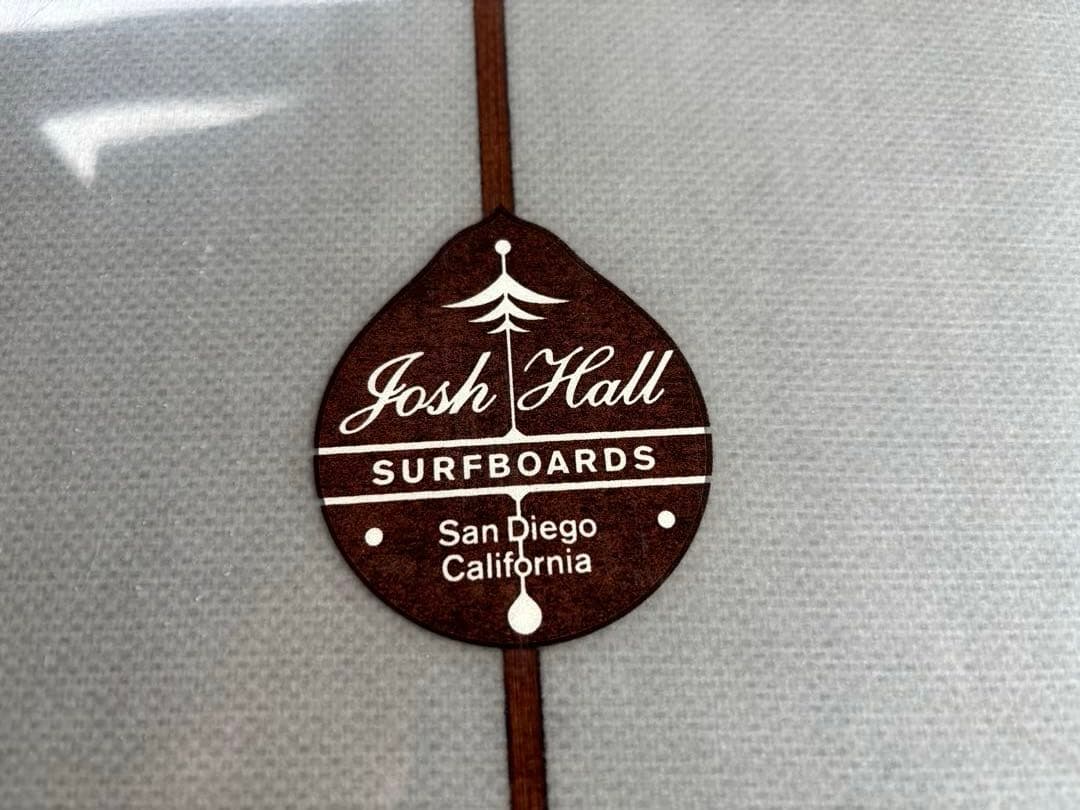 Josh Hall
SURFBOARDS
San Diego
California